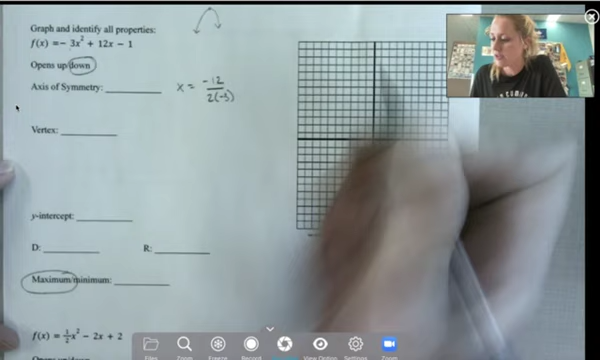 Graph and identify all properties:
f(x) =− 3x² + 12x − 1
Opens up/down
Axis of Symmetry: __________ x = -12/2(-3)
Vertex: __________
y-intercept: __________
D: __________ R: __________
Maximum/minimum: __________
f(x) = ½x² − 2x + 2
Files Zoom Freeze Record View Option Settings Zoom